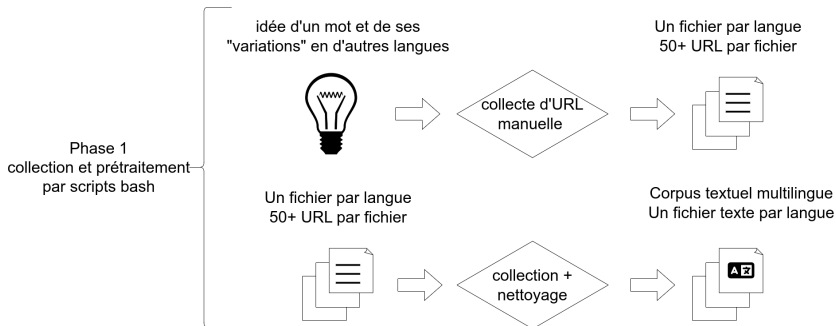 idée d'un mot et de ses
"variations" en d'autres langues
Un fichier par langue
50+ URL par fichier
collecte d'URL
manuelle
Phase 1
collection et prétraitement
par scripts bash
Un fichier par langue
50+ URL par fichier
Corpus textuel multilingue
Un fichier texte par langue
collection +
nettoyage